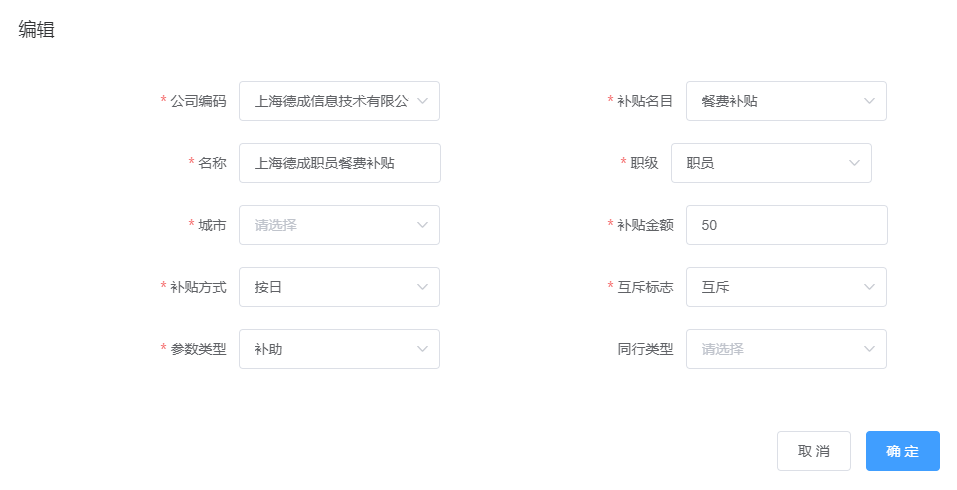 编辑
* 公司编码 上海德成信息技术有限公 * 补贴名目 餐费补贴
* 名称 上海德成职员餐费补贴 * 职级 职员
* 城市 请选择 * 补贴金额 50
* 补贴方式 按日 * 互斥标志 互斥
* 参数类型 补助 同行类型 请选择
取消 确定